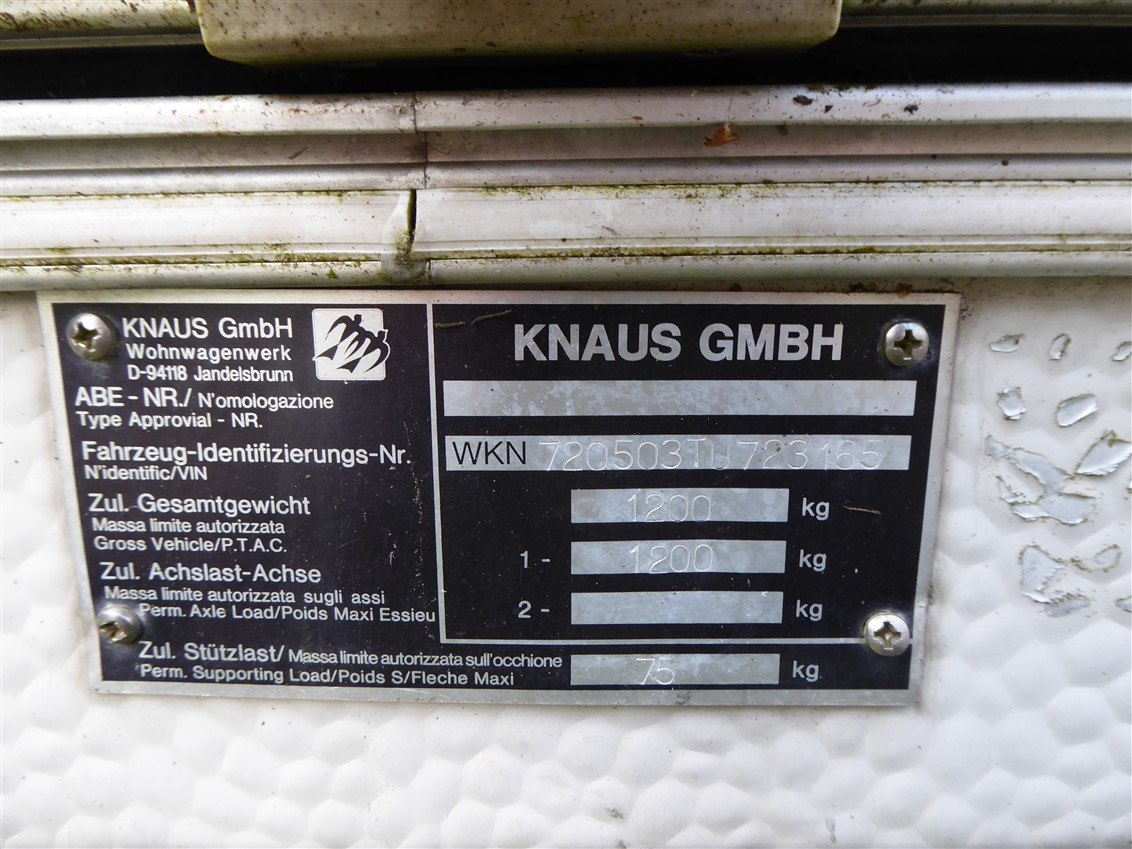 KNAUS GmbH
Wohnwagenwerk
D-94118 Jandelsbrunn
KNAUS GMBH
ABE - NR./ N'omologazione
Type Approvial - NR.
Fahrzeug-Identifizierungs-Nr.
N'identific/VIN
WKN 720503TU723165
Zul. Gesamtgewicht
Massa limite autorizzata
Gross Vehicle/P.T.A.C.
1200 kg
Zul. Achslast-Achse
Massa limite autorizzata sugli assi
Perm. Axle Load/Poids Maxi Essieu
1- 1200 kg
2- kg
Zul. Stützlast/ Massa limite autorizzata sull'occhione
Perm. Supporting Load/Poids S/Fleche Maxi
75 kg